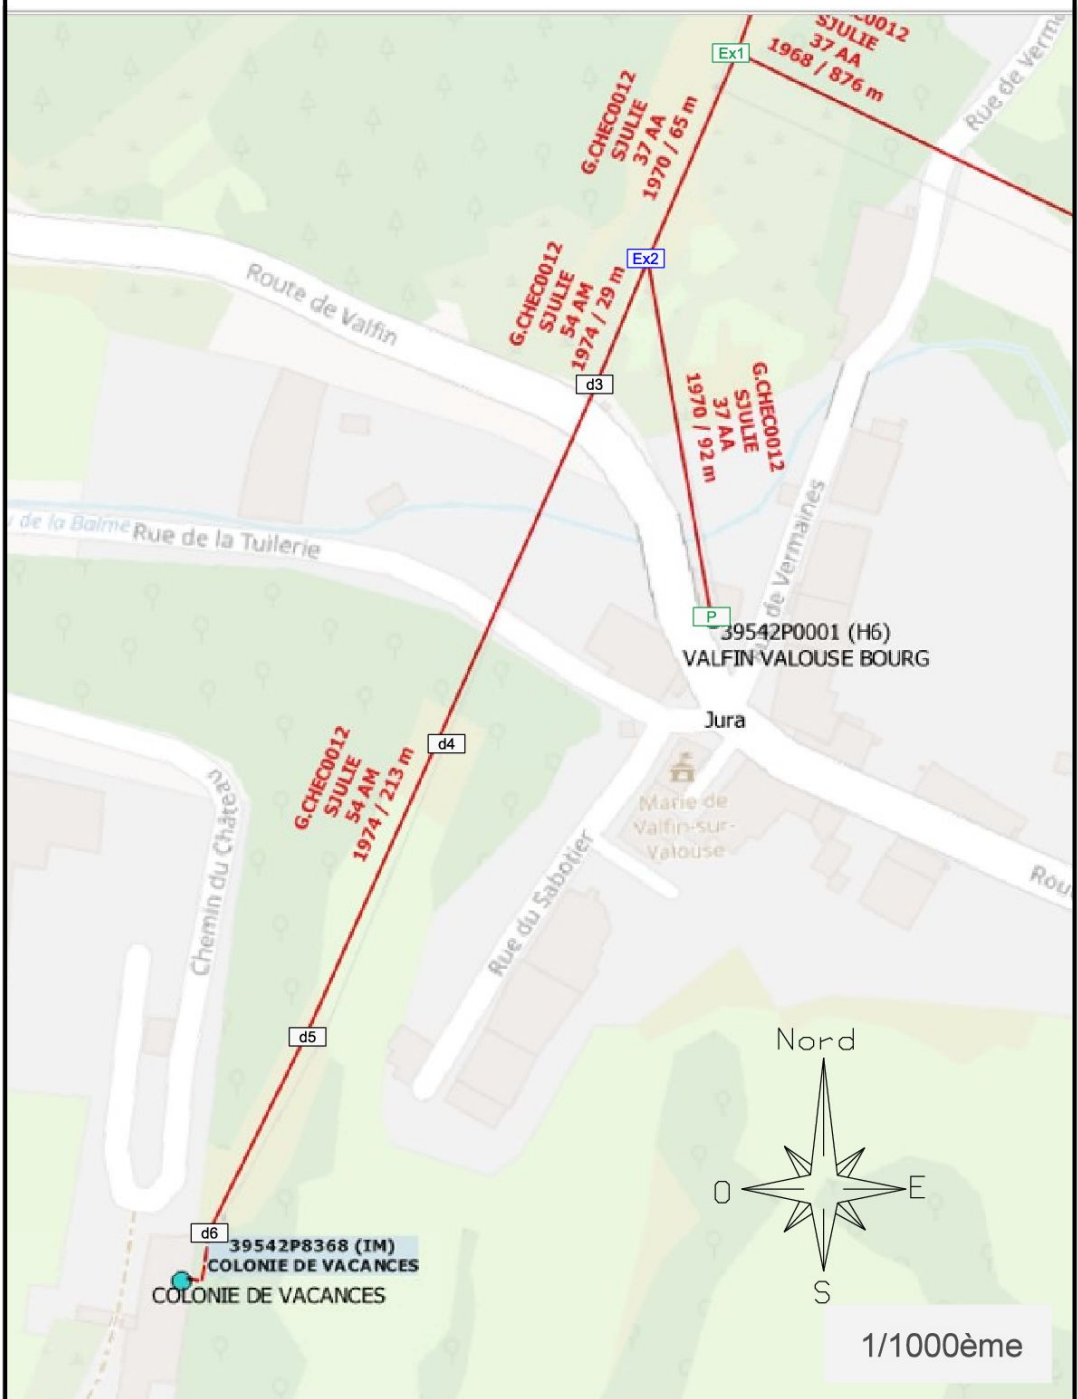 Ex1
C0012
SJULIE
37 AA
1968 / 876 m
Rue de Verm
G.CHEC0012
SJULIE
37 AA
1970 / 65 m
Ex2
G.CHEC0012
SJULIE
54 AM
1974 / 29 m
Route de Valfin
d3
G.CHEC0012
SJULIE
37 AA
1970 / 92 m
de la Balme
Rue de la Tuilerie
Rue de Vermaines
P
39542P0001 (H6)
VALFIN VALOUSE BOURG
Jura
d4
G.CHEC0012
SJULIE
54 AM
1974 / 213 m
Marie de
Valfin-sur-
Valouse
Chemin du Château
Rue du Sabotier
Rou
d5
Nord
O
E
S
d6
39542P8368 (IM)
COLONIE DE VACANCES
COLONIE DE VACANCES
1/1000ème